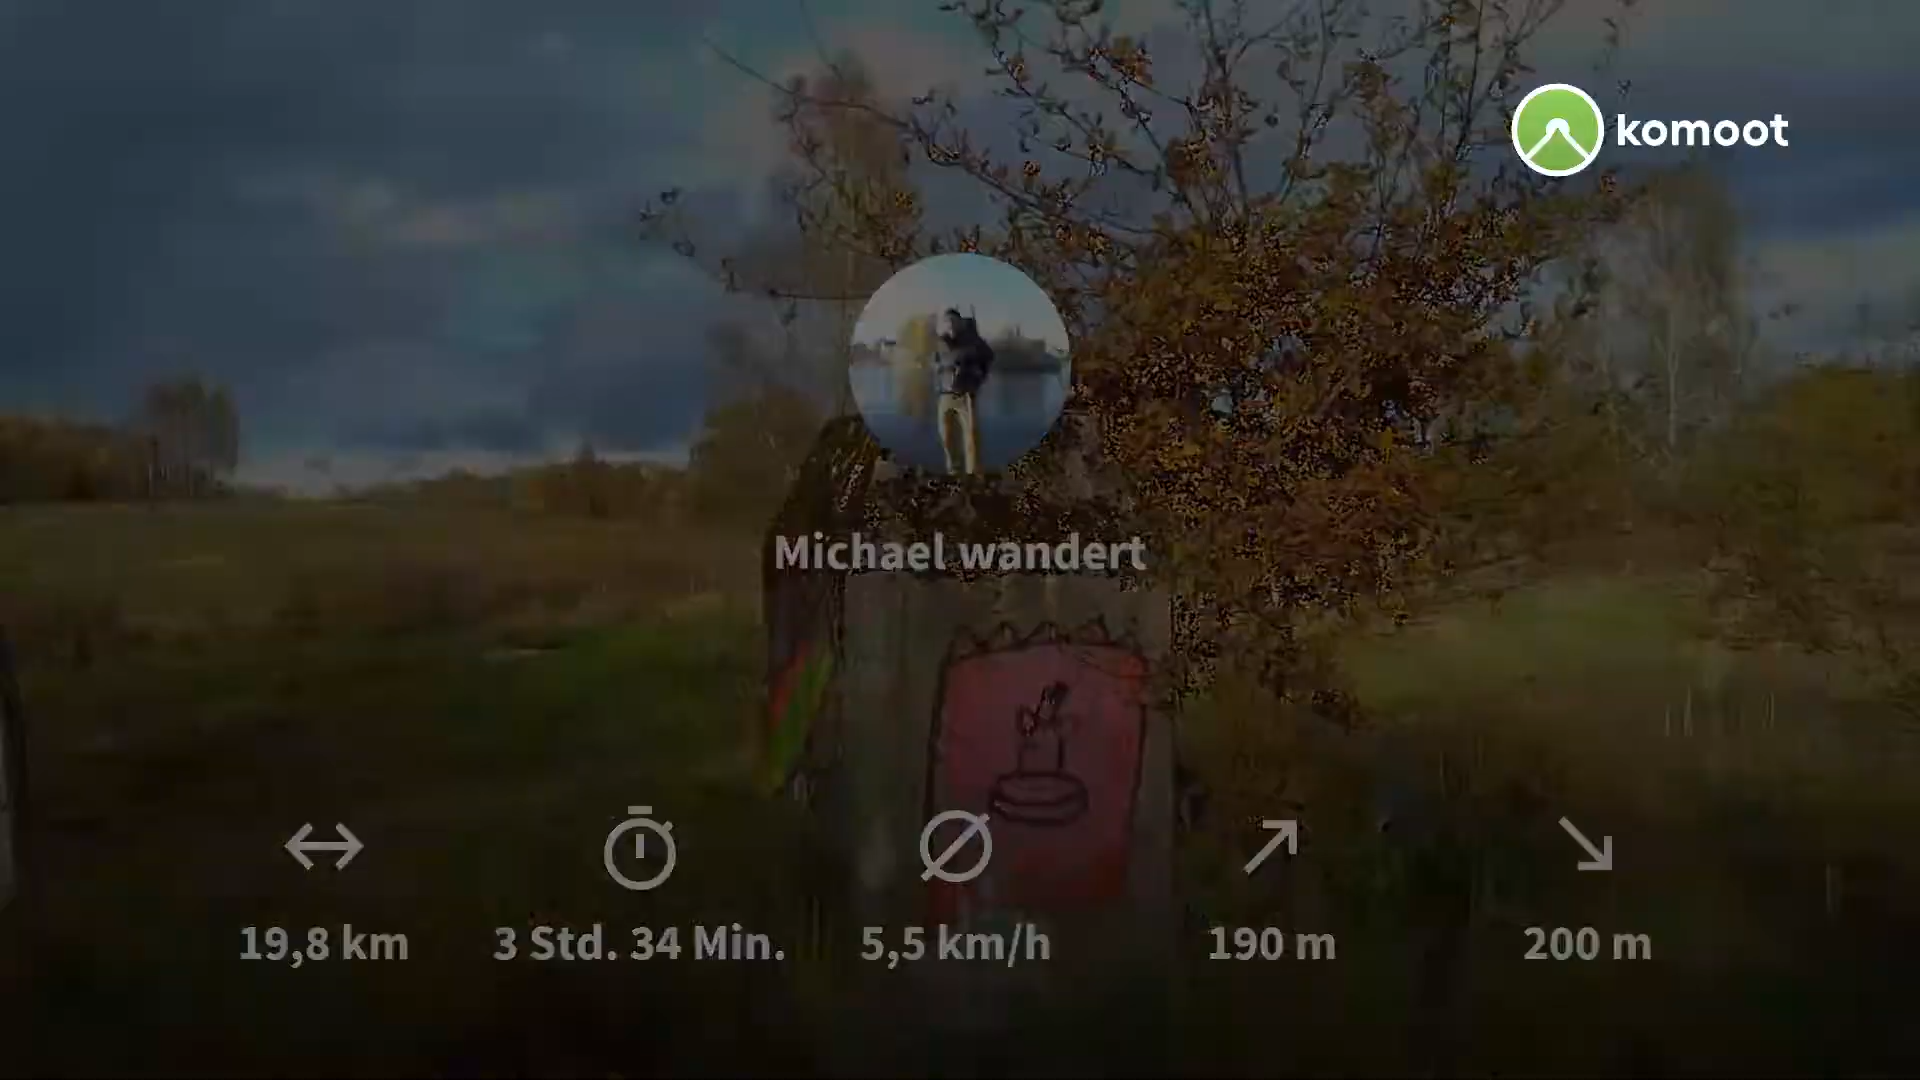 komoot
Michael wandert
19,8 km
3 Std. 34 Min.
5,5 km/h
190 m
200 m